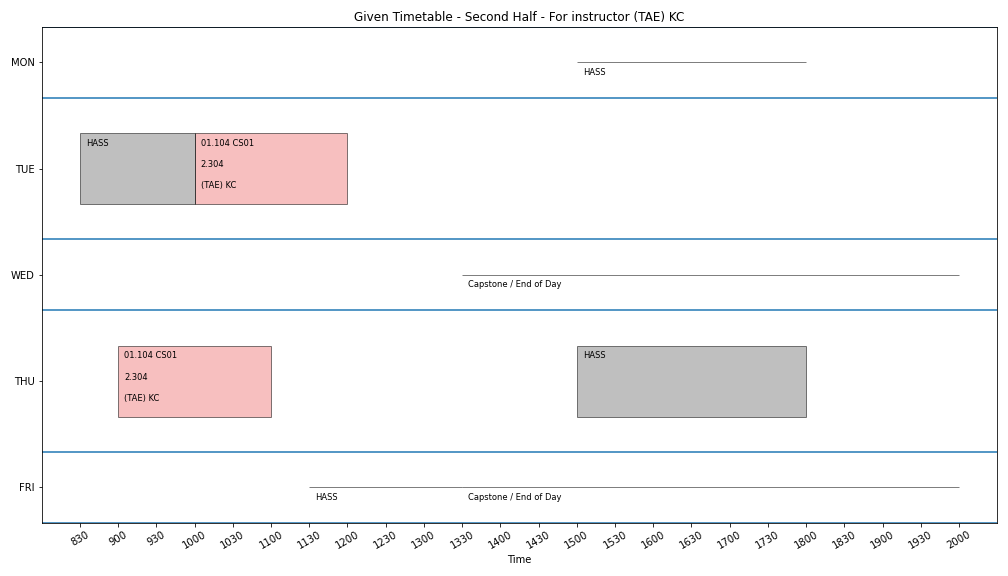 Given Timetable - Second Half - For instructor (TAE) KC
MON
HASS
TUE
HASS
01.104 CS01
2.304
(TAE) KC
WED
Capstone / End of Day
THU
01.104 CS01
2.304
(TAE) KC
HASS
FRI
HASS
Capstone / End of Day
830 900 930 1000 1030 1100 1130 1200 1230 1300 1330 1400 1430 1500 1530 1600 1630 1700 1730 1800 1830 1900 1930 2000
Time